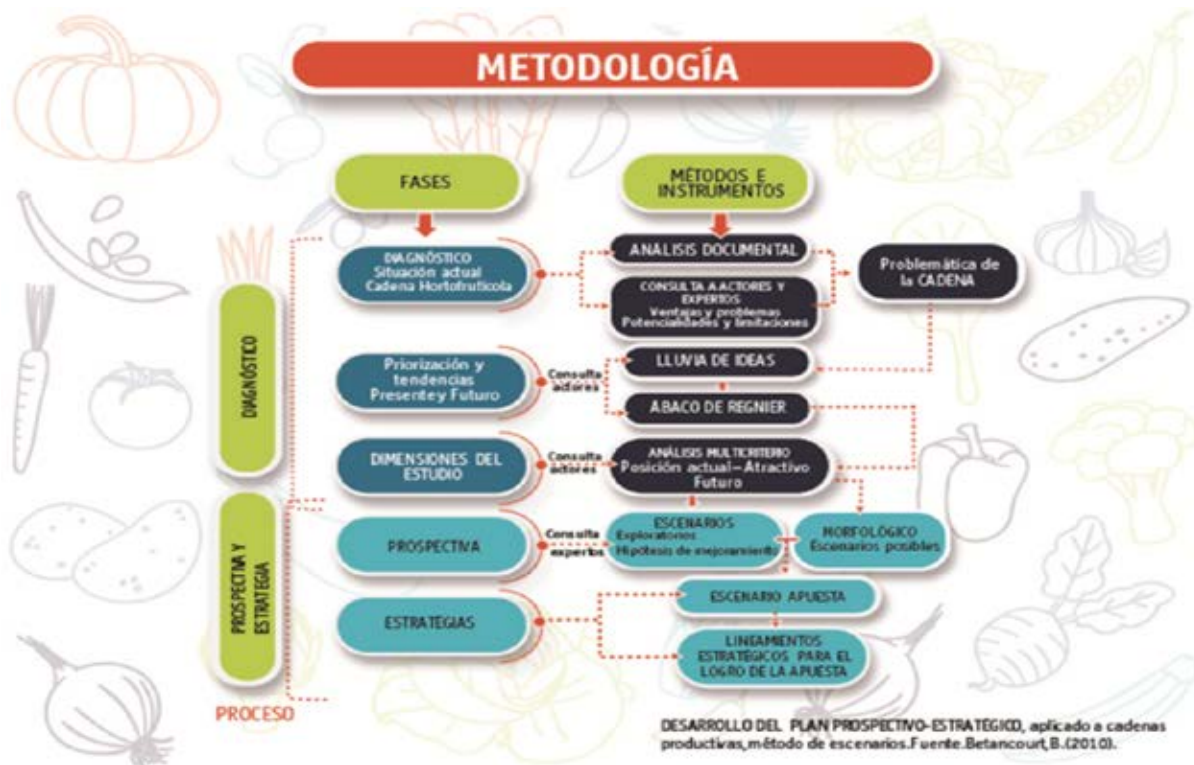 METODOLOGÍA
FASES
MÉTODOS E
INSTRUMENTOS
DIAGNÓSTICO
Situación actual
Cadena Hortofrutícola
ANÁLISIS DOCUMENTAL
CONSULTA A ACTORES Y
EXPERTOS
Ventajas y problemas
Potencialidades y limitaciones
Problemática de
la CADENA
DIAGNÓSTICO
Priorización y
tendencias
Presente y Futuro
Consulta
actores
LLUVIA DE IDEAS
ABACO DE REGNIER
DIMENSIONES DEL
ESTUDIO
Consulta
actores
ANÁLISIS MULTICRITERIO
Posición actual–Atractivo
Futuro
PROSPECTIVA Y
ESTRATEGIA
PROSPECTIVA
Consulta
expertos
ESCENARIOS
Exploratorios
Hipótesis de mejoramiento
MORFOLÓGICO
Escenarios posibles
ESTRATÉGIAS
ESCENARIO APUESTA
LINEAMIENTOS
ESTRATÉGICOS PARA EL
LOGRO DE LA APUESTA
PROCESO
DESARROLLO DEL PLAN PROSPECTIVO-ESTRATÉGICO, aplicado a cadenas
productivas,método de escenarios.Fuente.Betancourt,B.(2010).